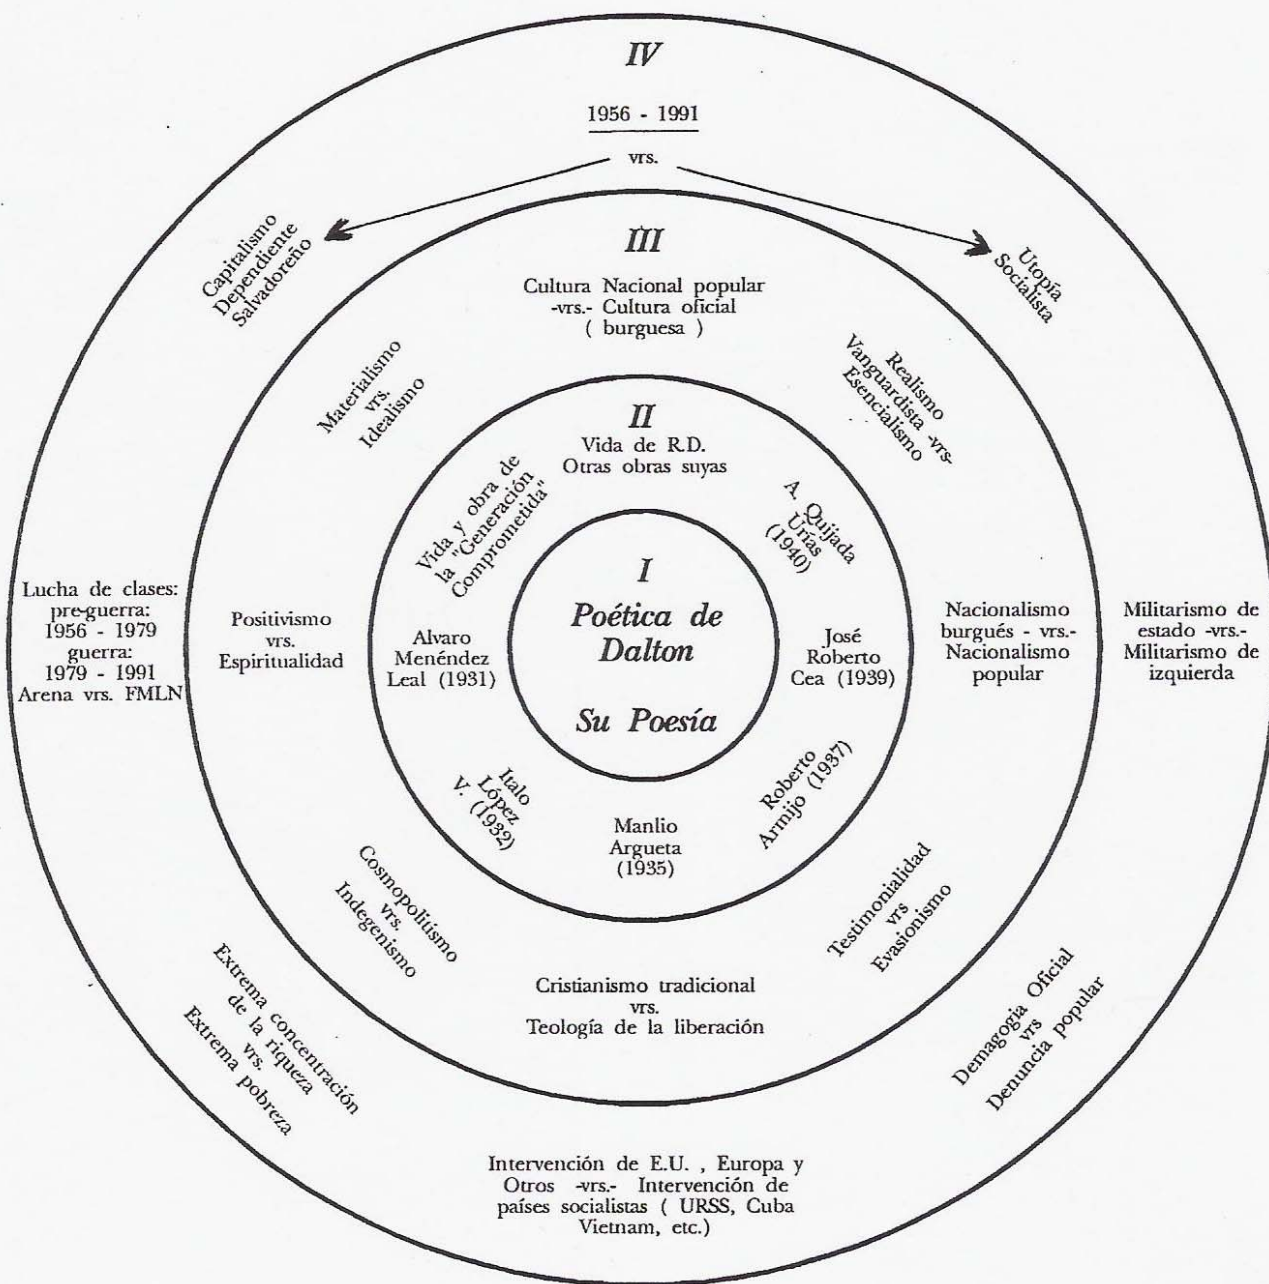 IV
1956 - 1991
vrs.
Capitalismo
Dependiente
Salvadoreño
Utopía
Socialista
III
Cultura Nacional popular
-vrs.- Cultura oficial
( burguesa )
Materialismo
vrs.
Idealismo
Realismo
Vanguardista -vrs-
Esencialismo
II
Vida de R.D.
Otras obras suyas
Vida y obra de
la "Generación
Comprometida"
A. Quijada
Urías
(1940)
I
Poética de
Dalton
Su Poesía
Lucha de clases:
pre-guerra:
1956 - 1979
guerra:
1979 - 1991
Arena vrs. FMLN
Positivismo
vrs.
Espiritualidad
Alvaro
Menéndez
Leal (1931)
José
Roberto
Cea (1939)
Nacionalismo
burgués - vrs.-
Nacionalismo
popular
Militarismo de
estado -vrs.-
Militarismo de
izquierda
Italo
López
V. (1932)
Manlio
Argueta
(1935)
Roberto
Armijo (1937)
Cosmopolitismo
vrs.
Indegenismo
Cristianismo tradicional
vrs.
Teología de la liberación
Testimonialidad
vrs
Evasionismo
Extrema concentración
de la riqueza
vrs.
Extrema pobreza
Demagogia Oficial
vrs
Denuncia popular
Intervención de E.U. , Europa y
Otros -vrs.- Intervención de
países socialistas ( URSS, Cuba
Vietnam, etc.)